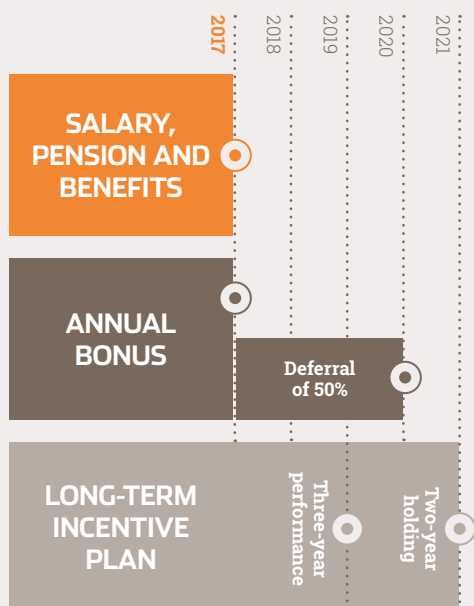 2017
2018
2019
2020
2021
SALARY,
PENSION AND
BENEFITS
ANNUAL
BONUS
Deferral
of 50%
LONG-TERM
INCENTIVE
PLAN
Three-year
performance
Two-year
holding